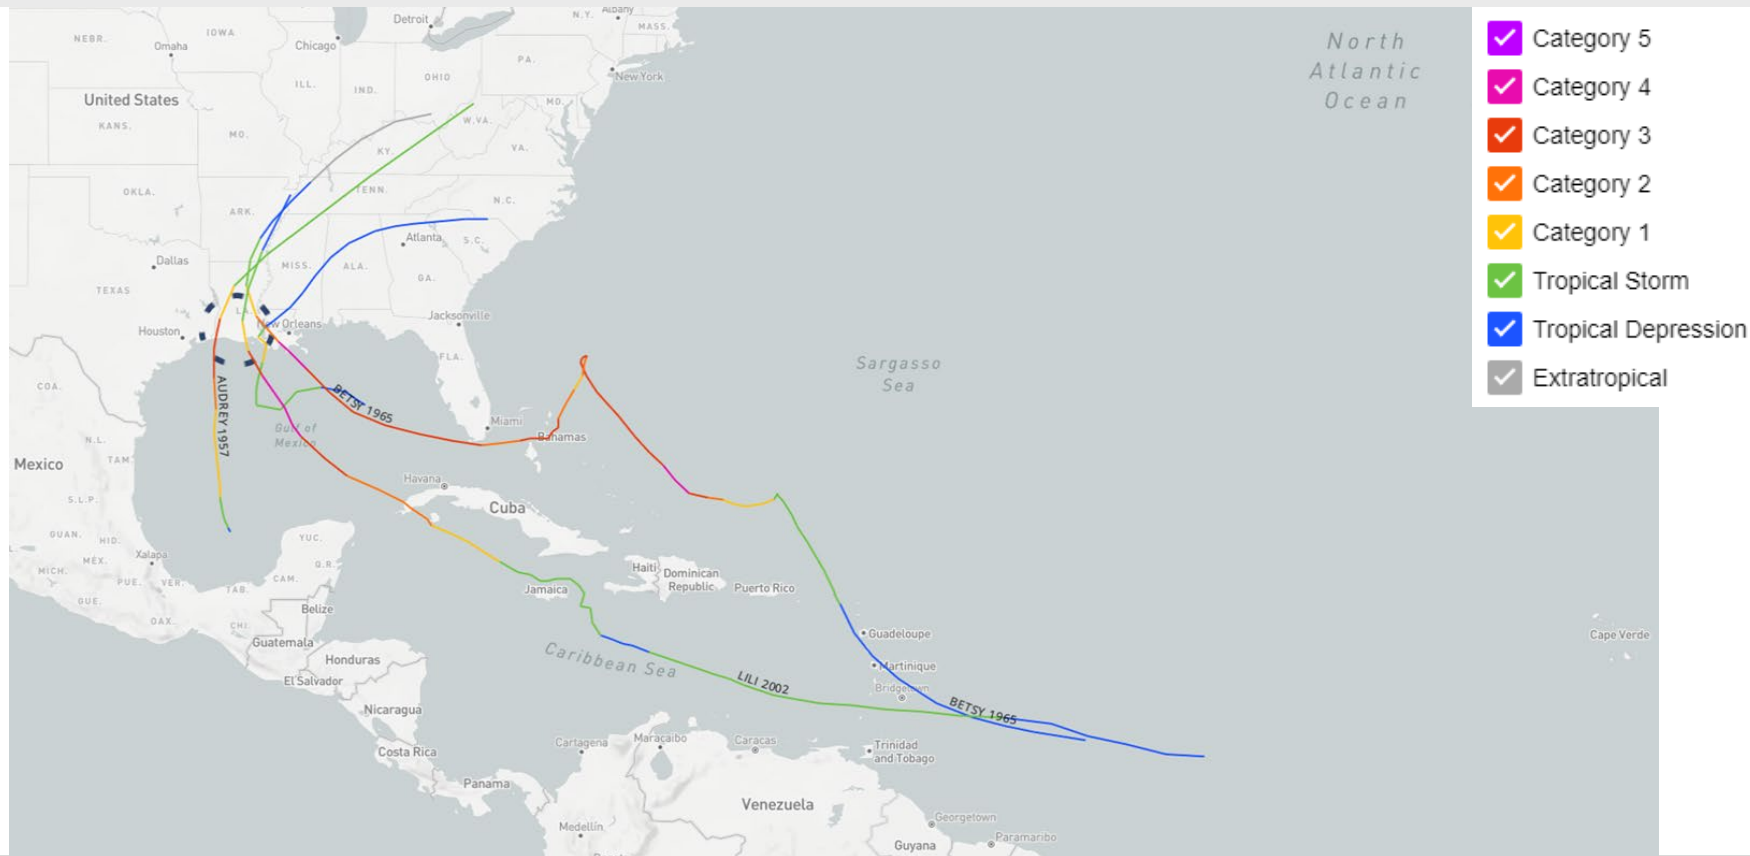 Detroit
N.Y.
Albany
MASS.
NEBR.
IOWA
Omaha
Chicago
New York
PA.
OHIO
ILL.
IND.
United States
MD.
KANS.
MO.
W.VA.
VA.
KY.
TENN.
OKLA.
ARK.
N.C.
Atlanta
S.C.
Dallas
MISS.
ALA.
GA.
TEXAS
LA.
Houston
New Orleans
Jacksonville
FLA.
COA.
AUDREY 1957
BETSY 1965
Gulf of
Mexico
Miami
Bahamas
N.L.
TAM.
Mexico
Havana
Cuba
S.L.P.
GUAN.
HID.
YUC.
Xalapa
MÉX.
Q.R.
MICH.
PUE.
VER.
TAB.
CAM.
GUE.
OAX.
CHI.
Belize
Haiti
Dominican
Republic
Puerto Rico
Jamaica
Guatemala
Honduras
El Salvador
Nicaragua
Costa Rica
Panama
Caribbean Sea
LILI 2002
BETSY 1965
Guadeloupe
Martinique
Bridgetown
Trinidad
and Tobago
Cartagena
Maracaibo
Caracas
Venezuela
Medellín
Georgetown
Paramaribo
Guyana
Cape Verde
Sargasso
Sea
North
Atlantic
Ocean
Category 5
Category 4
Category 3
Category 2
Category 1
Tropical Storm
Tropical Depression
Extratropical